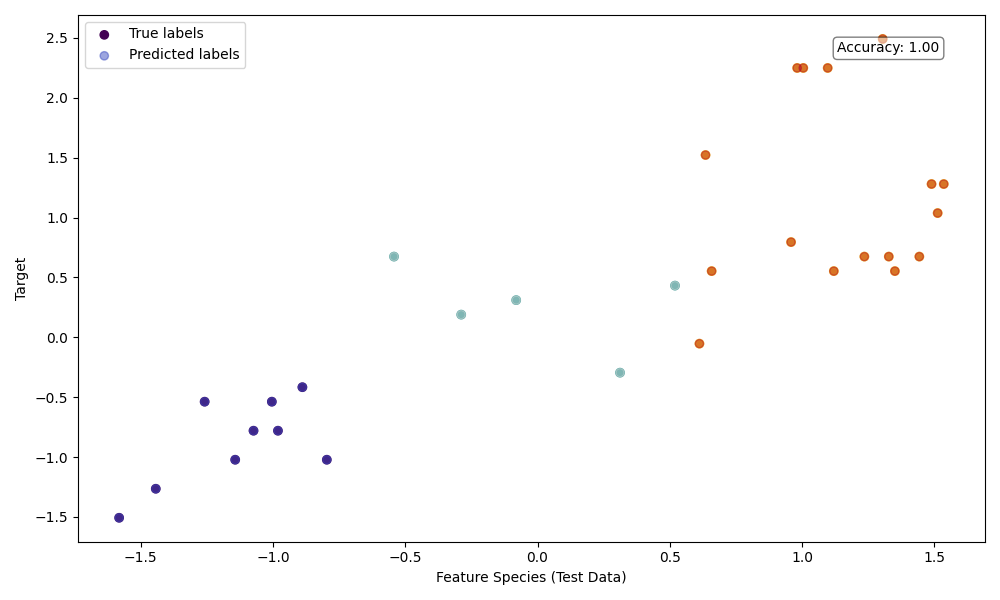 True labels
Predicted labels
Accuracy: 1.00
2.5
2.0
1.5
1.0
0.5
0.0
−0.5
−1.0
−1.5
Target
−1.5 −1.0 −0.5 0.0 0.5 1.0 1.5
Feature Species (Test Data)